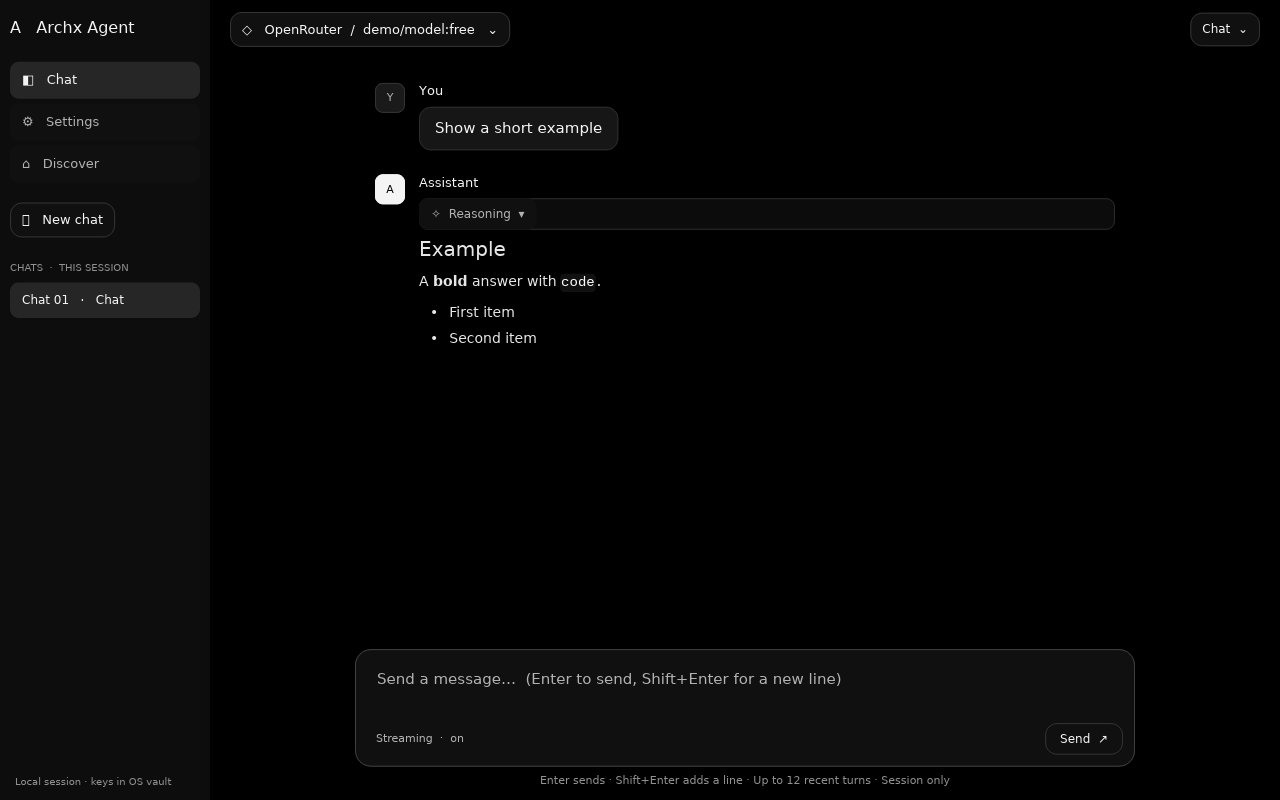 A Archx Agent
Chat
Settings
Discover
New chat
CHATS · THIS SESSION
Chat 01 · Chat
Local session · keys in OS vault
OpenRouter / demo/model:free
Chat
Y
You
Show a short example
A
Assistant
Reasoning
Example
A bold answer with code.
• First item
• Second item
Send a message... (Enter to send, Shift+Enter for a new line)
Streaming · on
Send ↗
Enter sends · Shift+Enter adds a line · Up to 12 recent turns · Session only